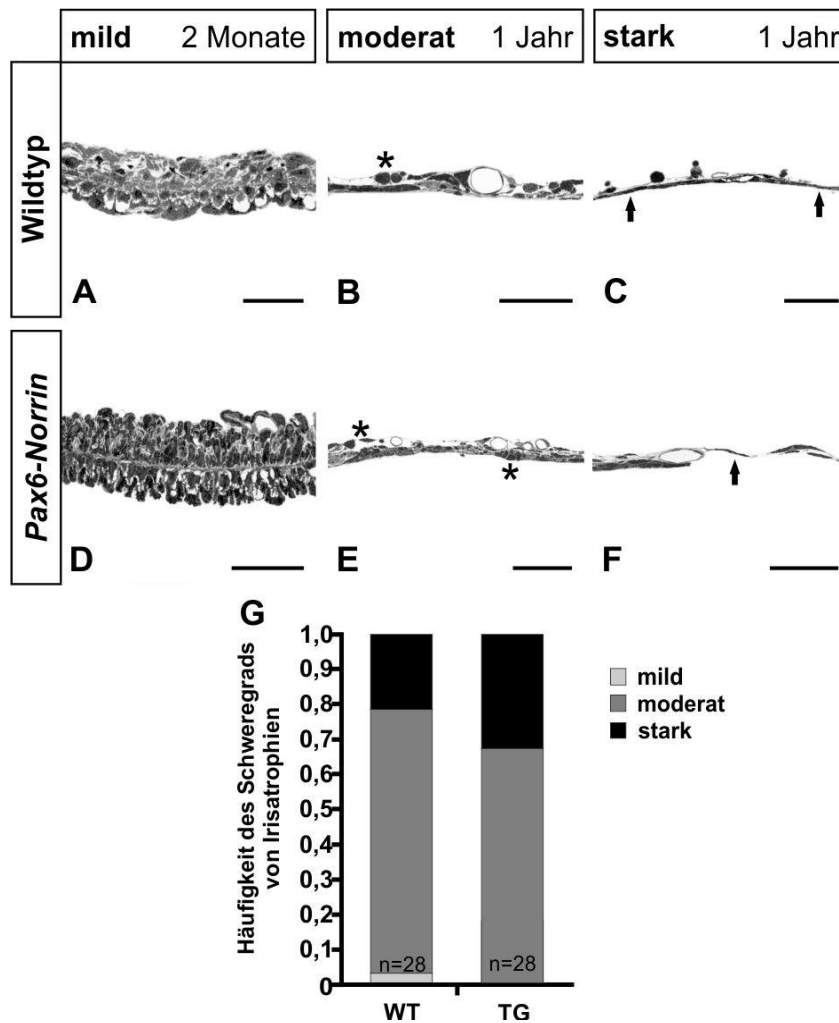 mild 2 Monate moderat 1 Jahr stark 1 Jahr
Wildtyp
*
A B C
Pax6-Norrin
* *
D E F
G
Häufigkeit des Schweregrads
von Irisatrophien
1,0
0,9
0,8
0,7
0,6
0,5
0,4
0,3
0,2
0,1
0
n=28 n=28
WT TG
mild
moderat
stark